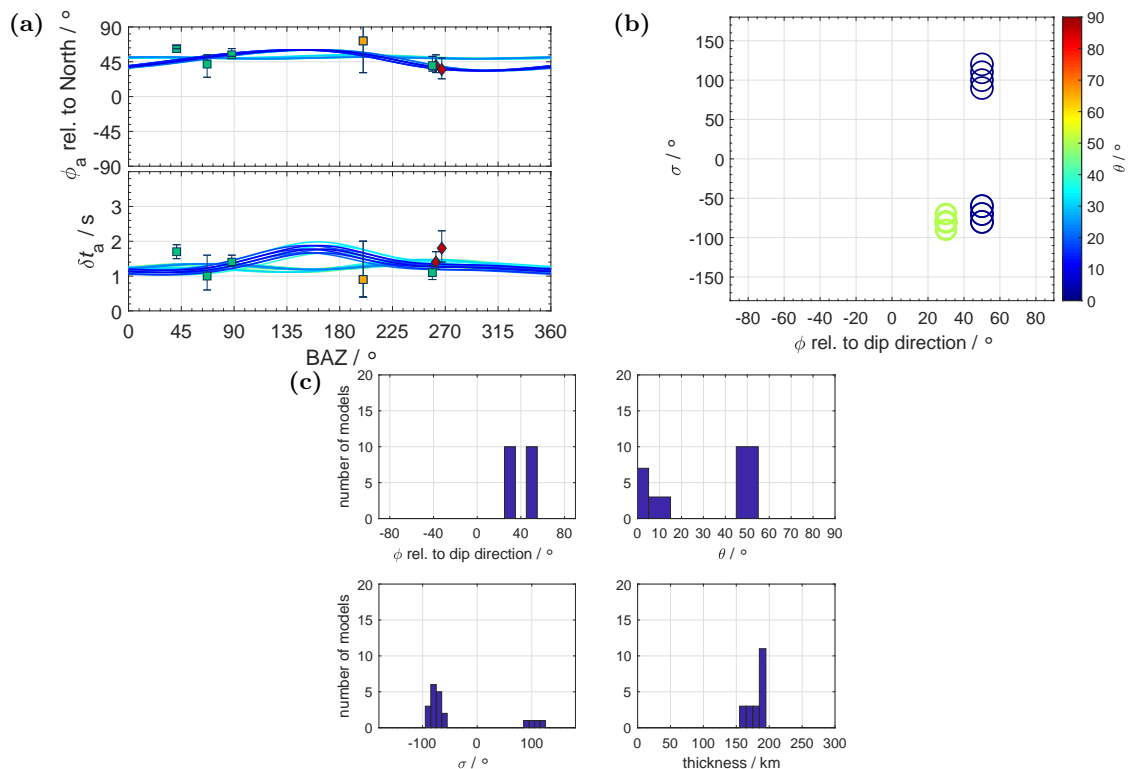 (a)
90
45
0
-45
-90
ϕa rel. to North / °
3
2
1
0
δta / s
0 45 90 135 180 225 270 315 360
BAZ / °
(b)
150
100
50
0
-50
-100
-150
σ / °
-80 -60 -40 -20 0 20 40 60 80
ϕ rel. to dip direction / °
90
80
70
60
50
40
30
20
10
0
θ / °
(c)
20
15
10
5
0
number of models
-80 -40 0 40 80
ϕ rel. to dip direction / °
20
15
10
5
0
0 10 20 30 40 50 60 70 80 90
θ / °
20
15
10
5
0
number of models
-100 0 100
σ / °
20
15
10
5
0
0 50 100 150 200 250 300
thickness / km